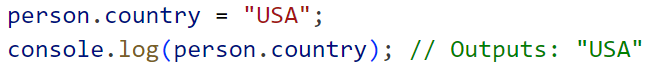 person.country = "USA";
console.log(person.country); // Outputs: "USA"